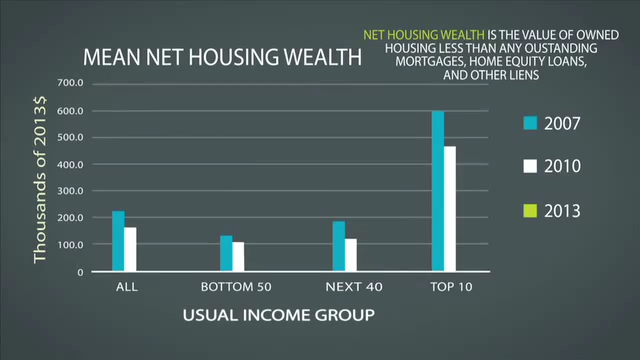 NET HOUSING WEALTH IS THE VALUE OF OWNED
HOUSING LESS THAN ANY OUSTANDING
MORTGAGES, HOME EQUITY LOANS,
AND OTHER LIENS
MEAN NET HOUSING WEALTH
Thousands of 2013$
700.0
600.0
500.0
400.0
300.0
200.0
100.0
0
2007
2010
2013
ALL
BOTTOM 50
NEXT 40
TOP 10
USUAL INCOME GROUP